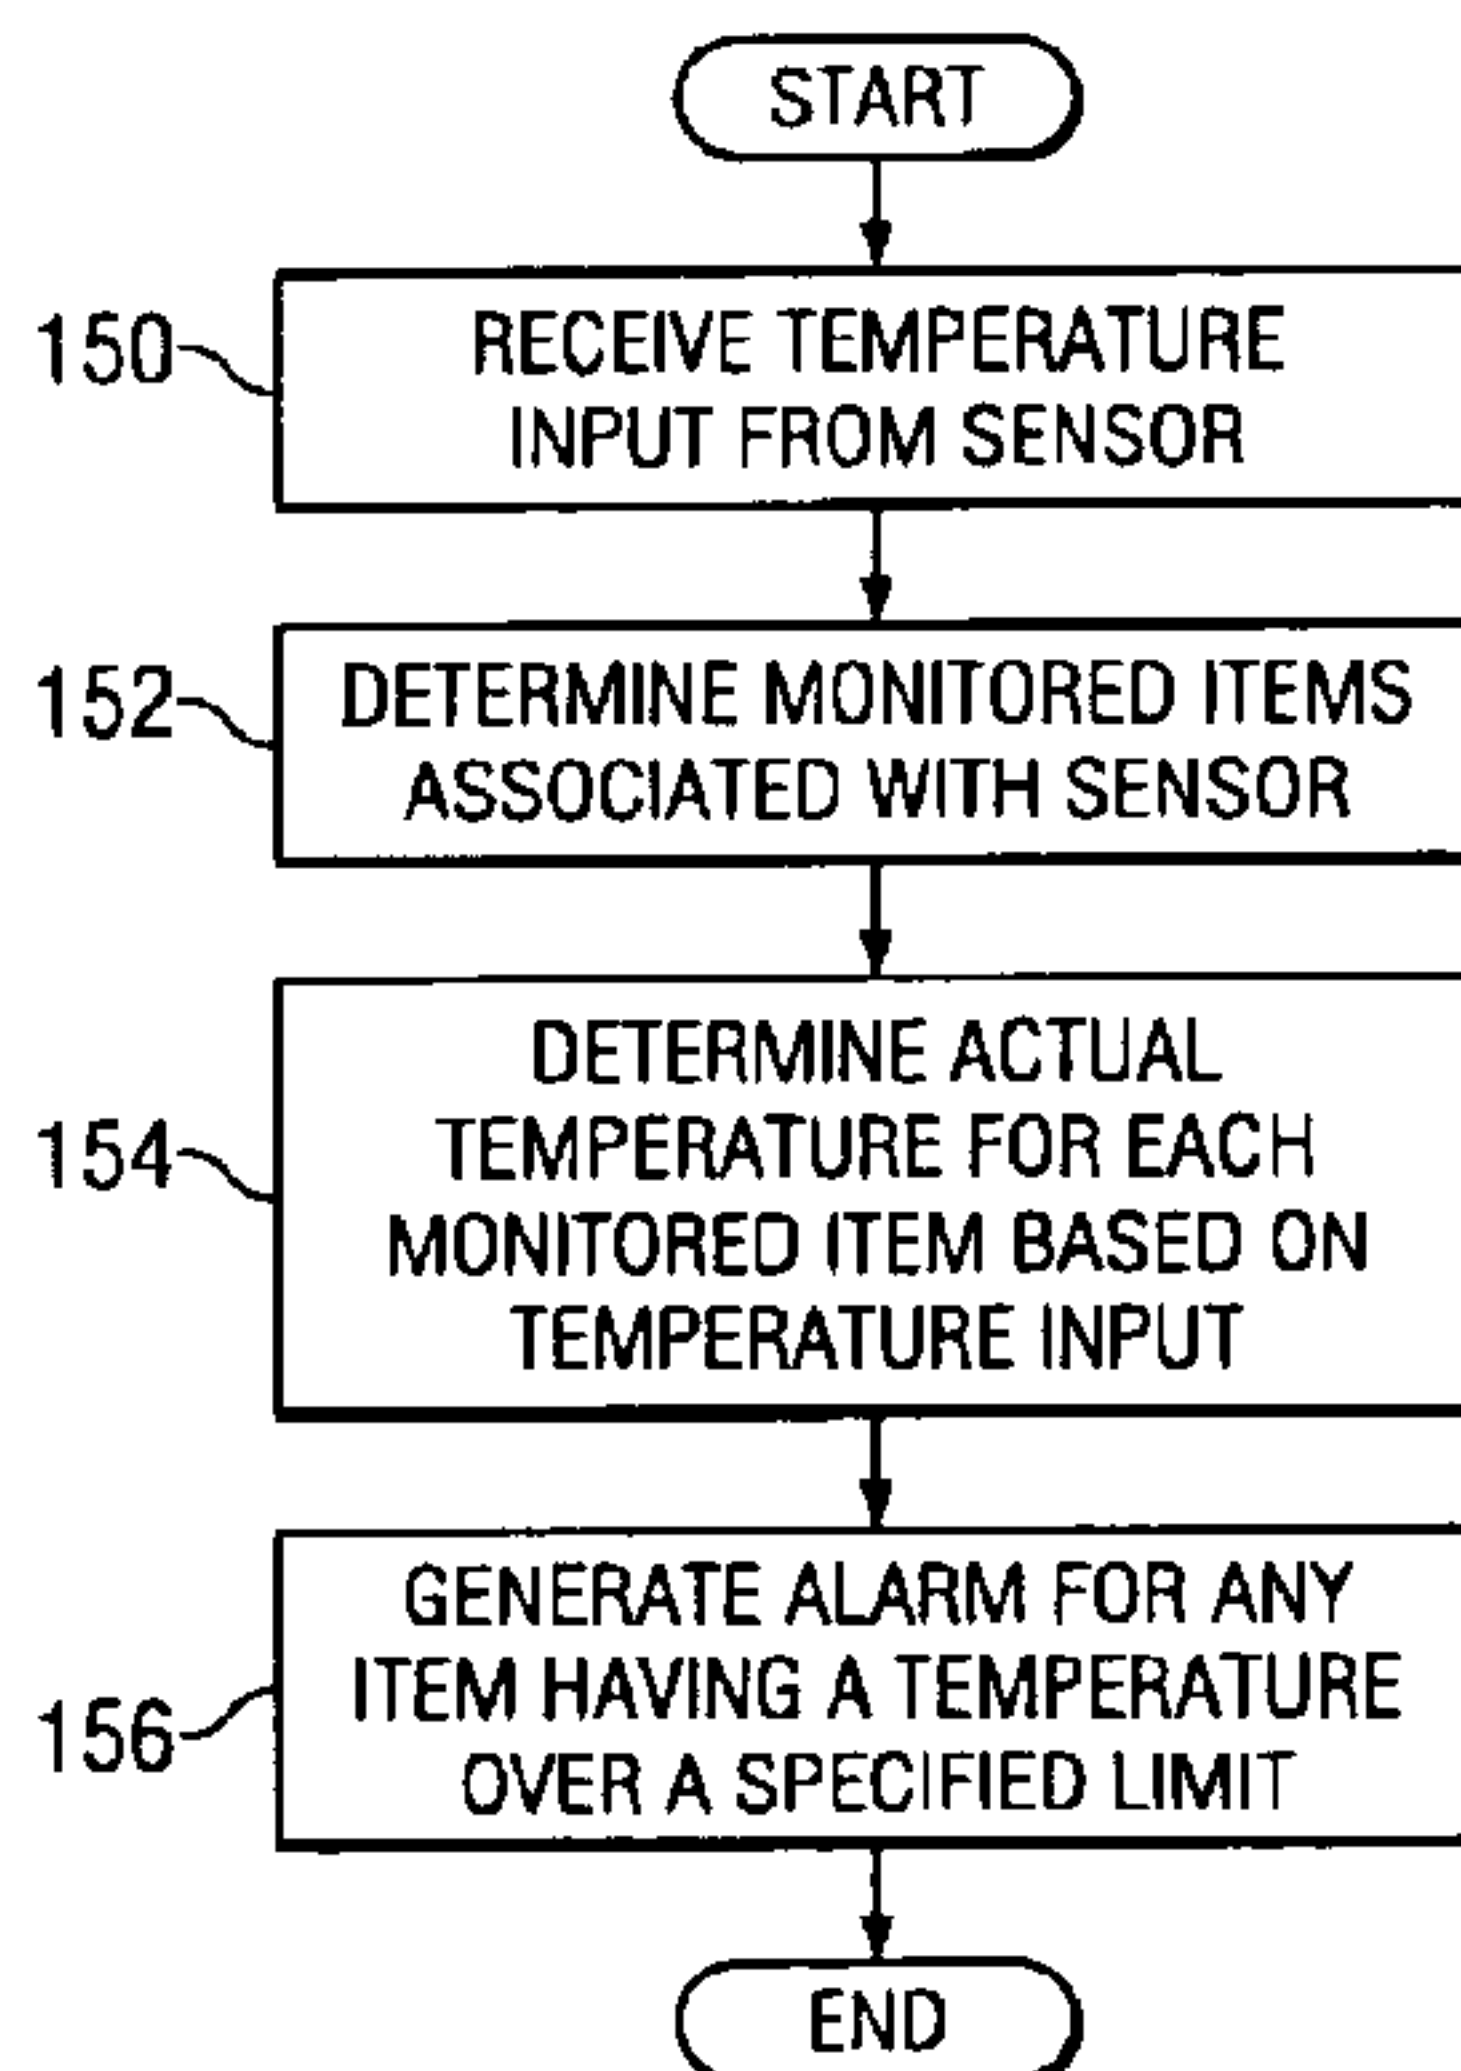 START
150
RECEIVE TEMPERATURE
INPUT FROM SENSOR
152
DETERMINE MONITORED ITEMS
ASSOCIATED WITH SENSOR
154
DETERMINE ACTUAL
TEMPERATURE FOR EACH
MONITORED ITEM BASED ON
TEMPERATURE INPUT
156
GENERATE ALARM FOR ANY
ITEM HAVING A TEMPERATURE
OVER A SPECIFIED LIMIT
END